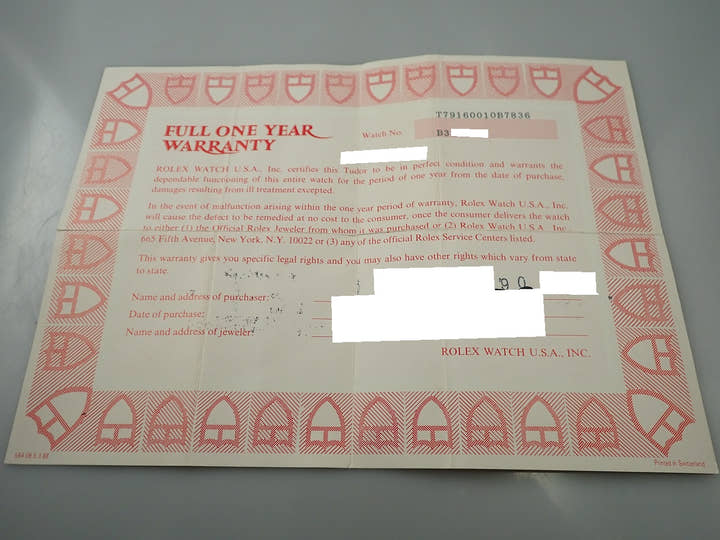 T79160010B7836
FULL ONE YEAR
WARRANTY
Watch No. B3
ROLEX WATCH U.S.A., Inc. certifies this Tudor to be in perfect condition and warrants the
dependable functioning of this entire watch for the period of one year from the date of purchase,
damages resulting from ill treatment excepted.
In the event of malfunction arising within the one year period of warranty, Rolex Watch U.S.A., Inc.
will cause the defect to be remedied at no cost to the consumer, once the consumer delivers the watch
to either (1) the Official Rolex Jeweler from whom it was purchased or (2) Rolex Watch U.S.A., Inc.,
665 Fifth Avenue, New York, N.Y. 10022 or (3) any of the official Rolex Service Centers listed.
This warranty gives you specific legal rights and you may also have other rights which vary from state
to state.
Name and address of purchaser:
Date of purchase:
Name and address of jeweler:
ROLEX WATCH U.S.A., INC.
Printed in Switzerland